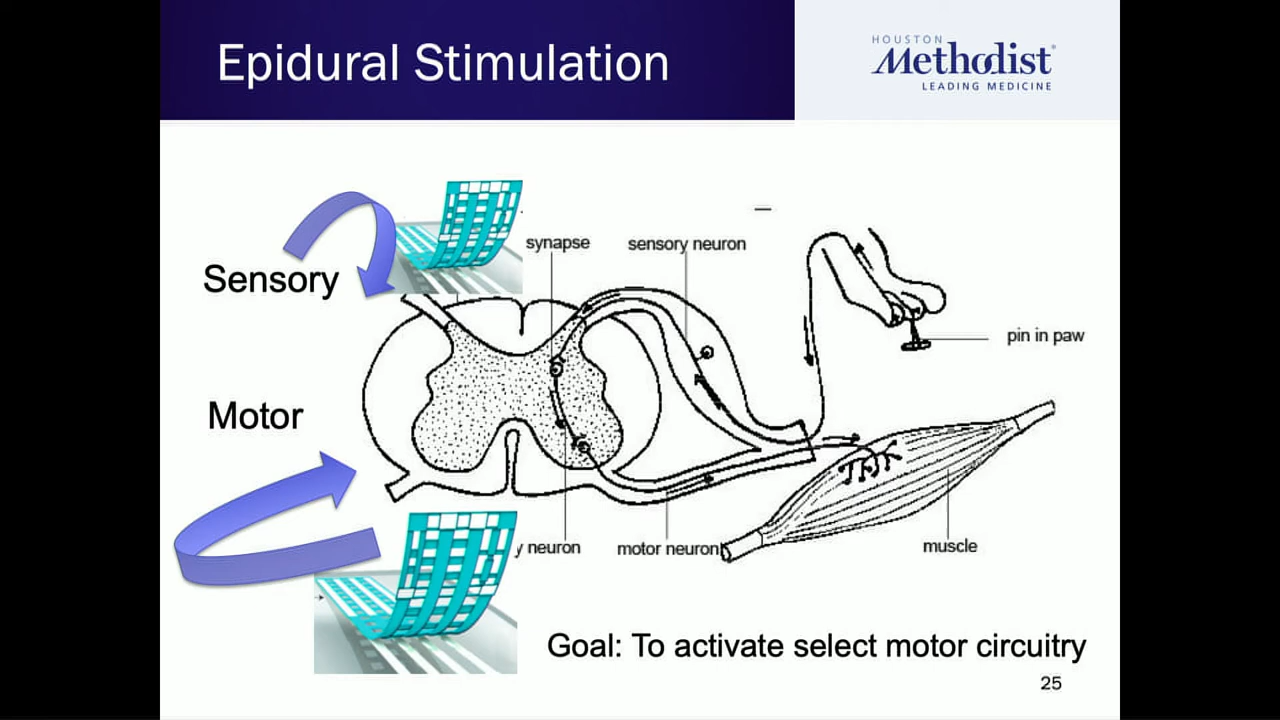 Epidural Stimulation
HOUSTON
Methodist®
LEADING MEDICINE
synapse
sensory neuron
Sensory
pin in paw
Motor
y neuron
motor neuron
muscle
Goal: To activate select motor circuitry
25